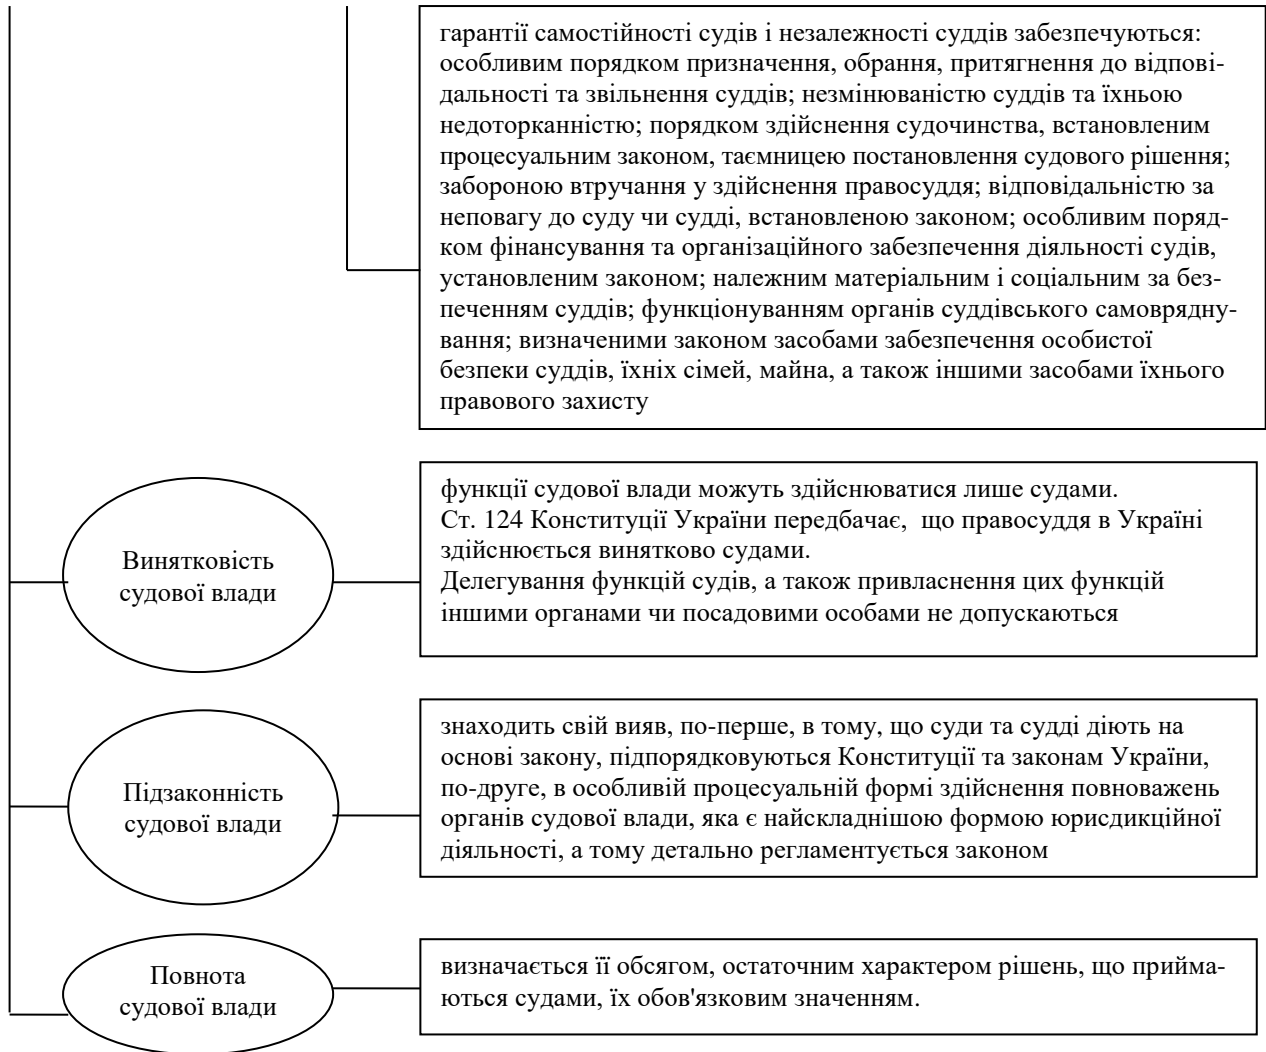 гарантії самостійності судів і незалежності суддів забезпечуються:
особливим порядком призначення, обрання, притягнення до відпові-
дальності та звільнення суддів; незмінюваністю суддів та їхньою
недоторканністю; порядком здійснення судочинства, встановленим
процесуальним законом, таємницею постановлення судового рішення;
забороною втручання у здійснення правосуддя; відповідальністю за
неповагу до суду чи судді, встановленою законом; особливим поряд-
ком фінансування та організаційного забезпечення діяльності судів,
установленим законом; належним матеріальним і соціальним за без-
печенням суддів; функціонуванням органів суддівського самоврядну-
вання; визначеними законом засобами забезпечення особистої
безпеки суддів, їхніх сімей, майна, а також іншими засобами їхнього
правового захисту
Винятковість
судової влади
функції судової влади можуть здійснюватися лише судами.
Ст. 124 Конституції України передбачає,  що правосуддя в Україні
здійснюється винятково судами.
Делегування функцій судів, а також привласнення цих функцій
іншими органами чи посадовими особами не допускаються
Підзаконність
судової влади
знаходить свій вияв, по-перше, в тому, що суди та судді діють на
основі закону, підпорядковуються Конституції та законам України,
по-друге, в особливій процесуальній формі здійснення повноважень
органів судової влади, яка є найскладнішою формою юрисдикційної
діяльності, а тому детально регламентується законом
Повнота
судової влади
визначається її обсягом, остаточним характером рішень, що прийма-
ються судами, їх обов'язковим значенням.